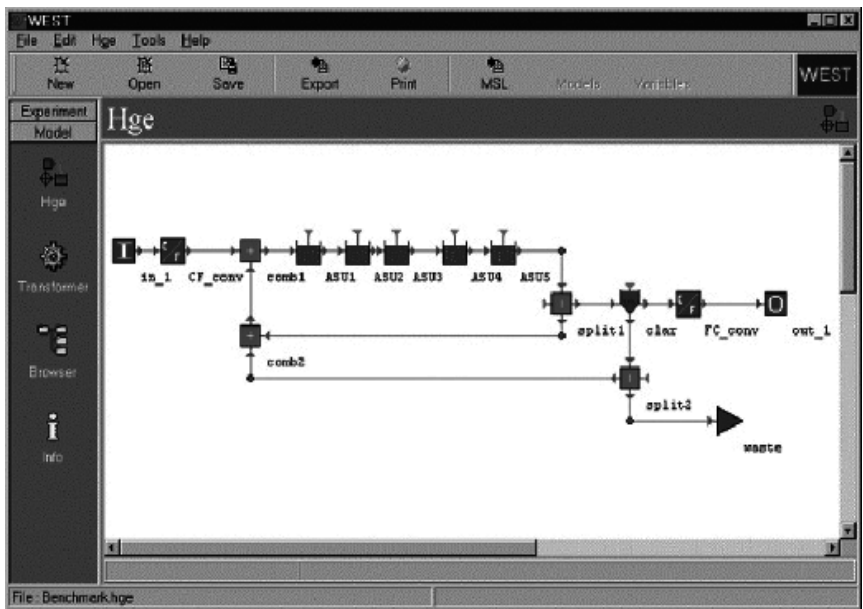 WEST
File Edit Hge Tools Help
New Open Save Export Print MSL Models Variables WEST
Experiment
Model
Hge
Hge
Transformer
Browser
Info
I
in_1 CF_conv comb1 ASU1 ASU2 ASU3 ASU4 ASU5
C/F
split1 clar FC_conv out_1
C/F O
comb2
split2
waste
File : Benchmark.hge